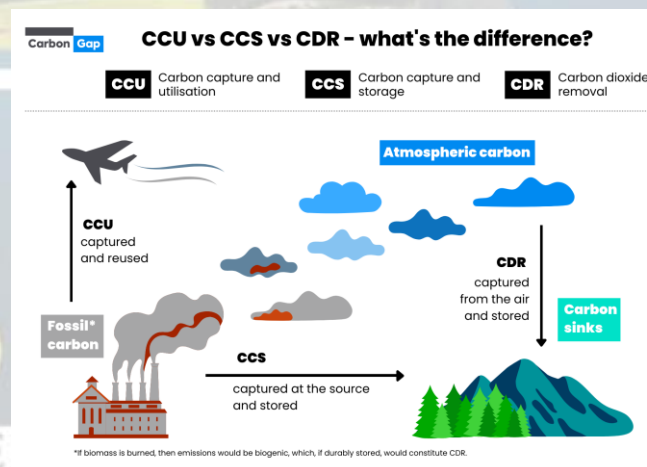 Carbon Gap
CCU vs CCS vs CDR – what's the difference?
CCU
Carbon capture and
utilisation
CCS
Carbon capture and
storage
CDR
Carbon dioxide
removal
Atmospheric carbon
CCU
captured
and reused
CDR
captured
from the air
and stored
Fossil*
carbon
Carbon
sinks
CCS
captured at the source
and stored
*If biomass is burned, then emissions would be biogenic, which, if durably stored, would constitute CDR.